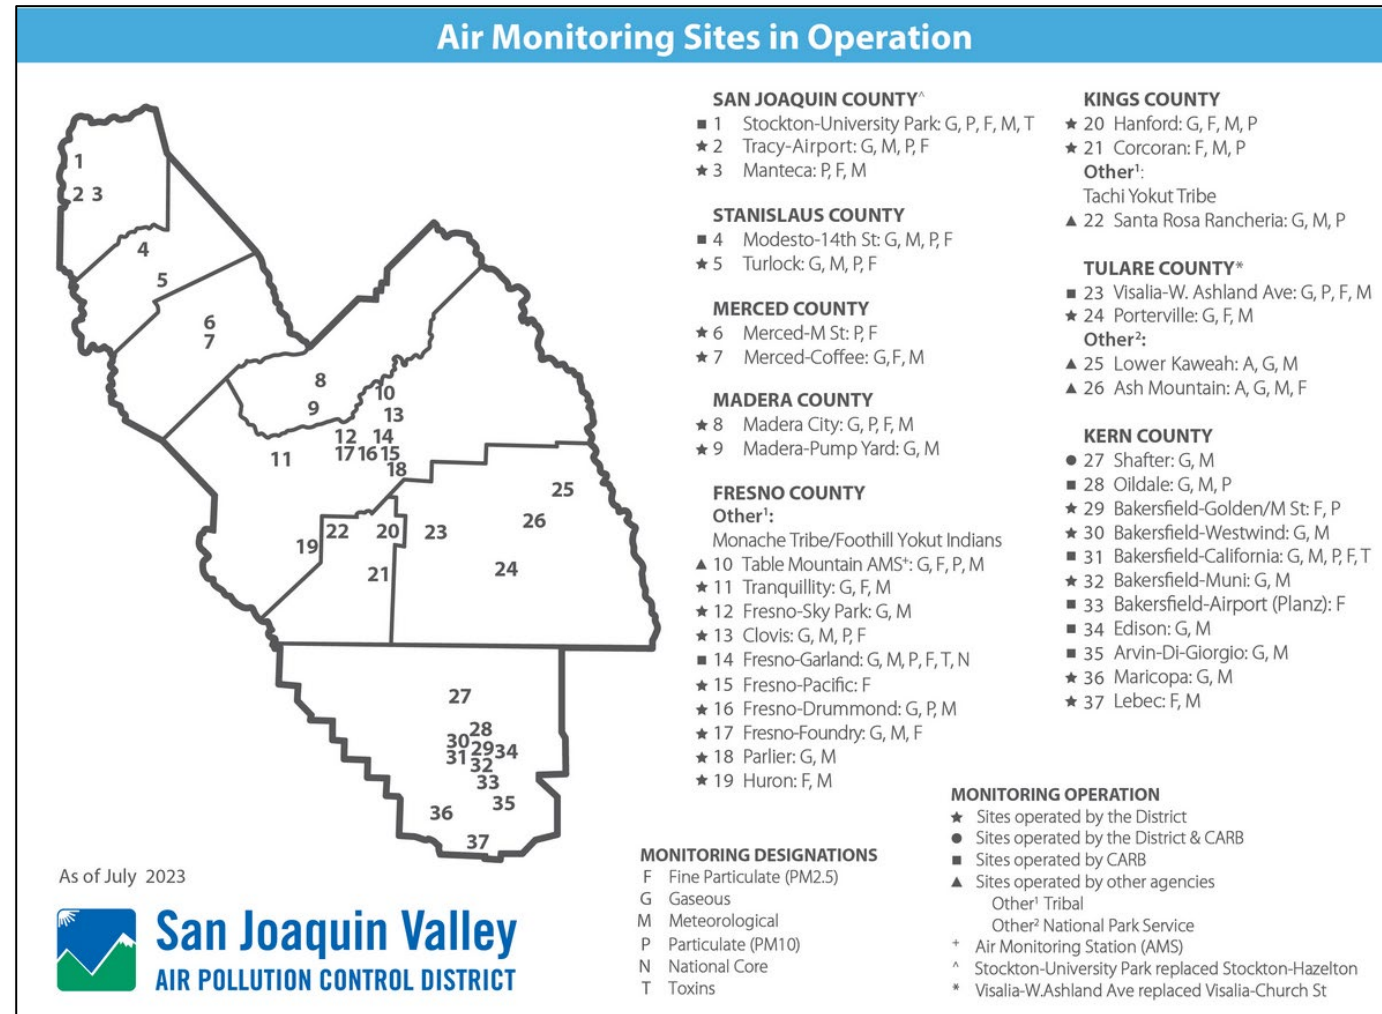 Air Monitoring Sites in Operation
1
2 3
4
5
6
7
8
9
10
13
12 14
17 16 15
11
18
25
26
22 20 23
19
21
24
27
28
30
29 34
31
32
33
35
36
37
As of July 2023
San Joaquin Valley
AIR POLLUTION CONTROL DISTRICT
SAN JOAQUIN COUNTY^
■ 1 Stockton-University Park: G, P, F, M, T
★ 2 Tracy-Airport: G, M, P, F
★ 3 Manteca: P, F, M
STANISLAUS COUNTY
■ 4 Modesto-14th St: G, M, P, F
★ 5 Turlock: G, M, P, F
MERCED COUNTY
★ 6 Merced-M St: P, F
★ 7 Merced-Coffee: G,F, M
MADERA COUNTY
★ 8 Madera City: G, P, F, M
★ 9 Madera-Pump Yard: G, M
FRESNO COUNTY
Other¹:
Monache Tribe/Foothill Yokut Indians
▲ 10 Table Mountain AMS⁺: G, F, P, M
★ 11 Tranquillity: G, F, M
★ 12 Fresno-Sky Park: G, M
★ 13 Clovis: G, M, P, F
■ 14 Fresno-Garland: G, M, P, F, T, N
★ 15 Fresno-Pacific: F
★ 16 Fresno-Drummond: G, P, M
★ 17 Fresno-Foundry: G, M, F
★ 18 Parlier: G, M
★ 19 Huron: F, M
KINGS COUNTY
★ 20 Hanford: G, F, M, P
★ 21 Corcoran: F, M, P
Other¹:
Tachi Yokut Tribe
▲ 22 Santa Rosa Rancheria: G, M, P
TULARE COUNTY*
■ 23 Visalia-W. Ashland Ave: G, P, F, M
★ 24 Porterville: G, F, M
Other²:
▲ 25 Lower Kaweah: A, G, M
▲ 26 Ash Mountain: A, G, M, F
KERN COUNTY
● 27 Shafter: G, M
■ 28 Oildale: G, M, P
★ 29 Bakersfield-Golden/M St: F, P
★ 30 Bakersfield-Westwind: G, M
■ 31 Bakersfield-California: G, M, P, F, T
★ 32 Bakersfield-Muni: G, M
■ 33 Bakersfield-Airport (Planz): F
■ 34 Edison: G, M
■ 35 Arvin-Di-Giorgio: G, M
★ 36 Maricopa: G, M
★ 37 Lebec: F, M
MONITORING DESIGNATIONS
F Fine Particulate (PM2.5)
G Gaseous
M Meteorological
P Particulate (PM10)
N National Core
T Toxins
MONITORING OPERATION
★ Sites operated by the District
● Sites operated by the District & CARB
■ Sites operated by CARB
▲ Sites operated by other agencies
Other¹ Tribal
Other² National Park Service
+ Air Monitoring Station (AMS)
^ Stockton-University Park replaced Stockton-Hazelton
* Visalia-W.Ashland Ave replaced Visalia-Church St